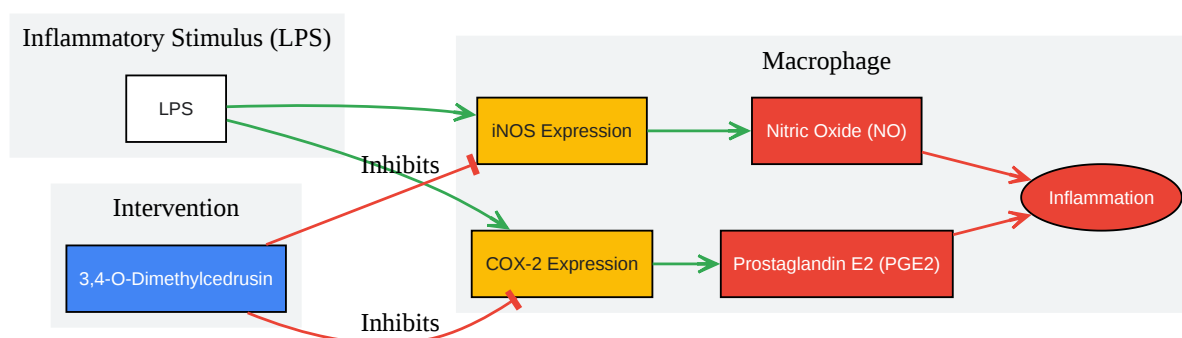 Inflammatory Stimulus (LPS)
LPS
Macrophage
iNOS Expression
Nitric Oxide (NO)
Inhibits
Inflammation
Intervention
3,4-O-Dimethylcedrusin
COX-2 Expression
Prostaglandin E2 (PGE2)
Inhibits